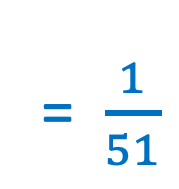 = 1/51